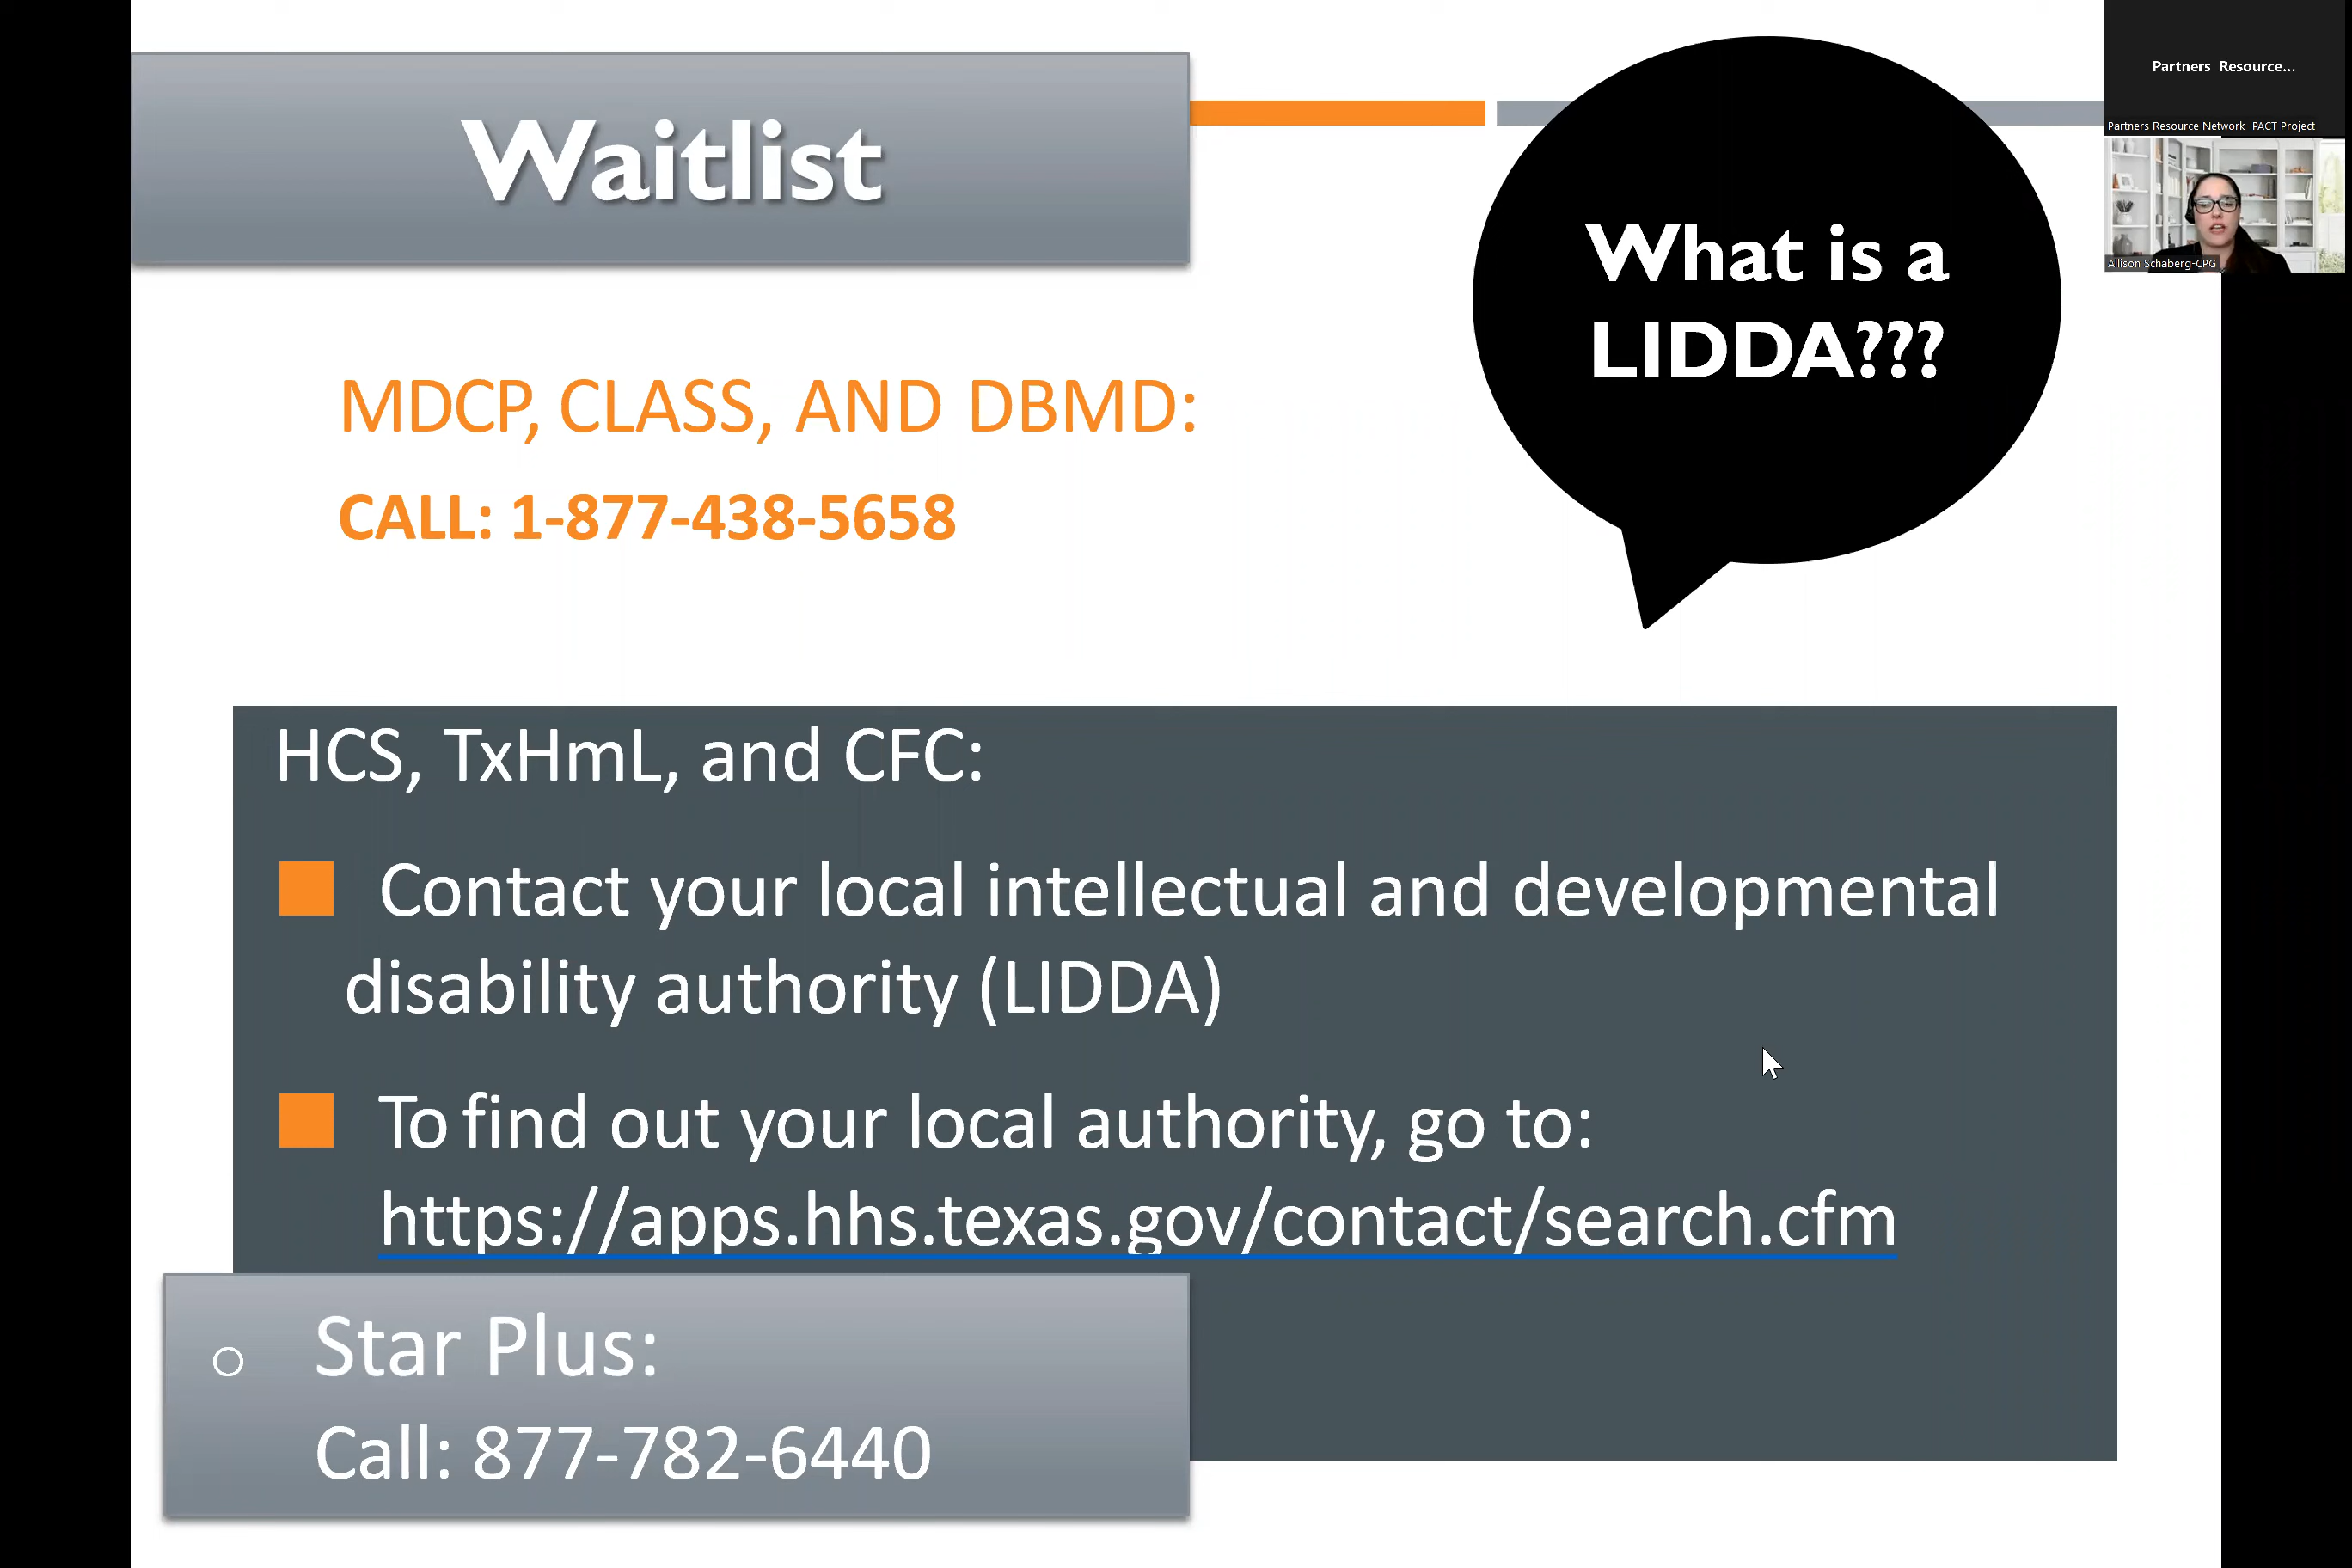 Waitlist
What is a
LIDDA???
Partners Resource...
Partners Resource Network- PACT Project
Allison Schaberg-CPG
MDCP, CLASS, AND DBMD:
CALL: 1-877-438-5658
HCS, TxHmL, and CFC:
Contact your local intellectual and developmental
disability authority (LIDDA)
To find out your local authority, go to:
https://apps.hhs.texas.gov/contact/search.cfm
Star Plus:
Call: 877-782-6440